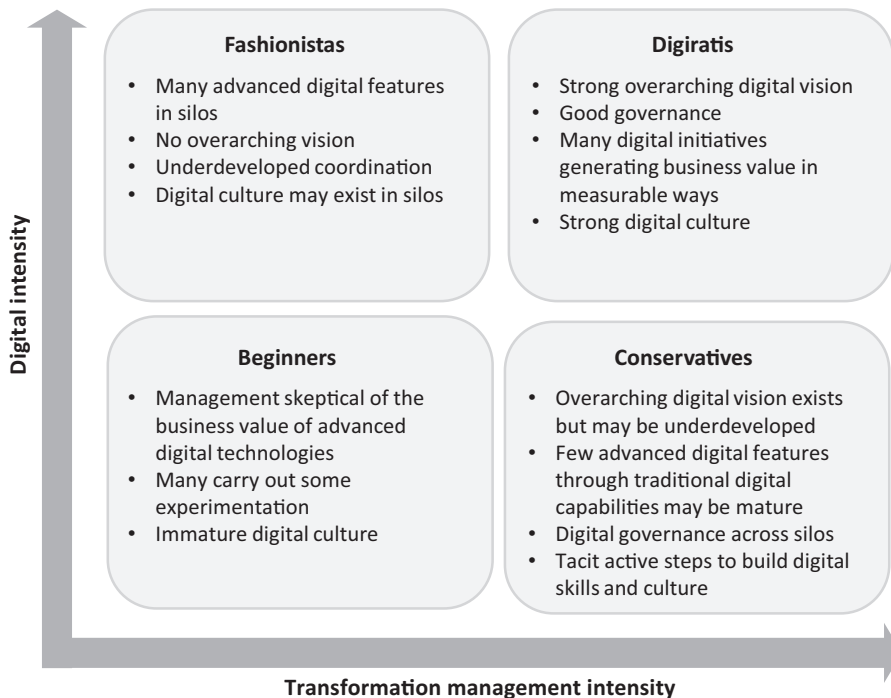 Fashionistas
• Many advanced digital features
in silos
• No overarching vision
• Underdeveloped coordination
• Digital culture may exist in silos
Digiratis
• Strong overarching digital vision
• Good governance
• Many digital initiatives
generating business value in
measurable ways
• Strong digital culture
Digital intensity
Beginners
• Management skeptical of the
business value of advanced
digital technologies
• Many carry out some
experimentation
• Immature digital culture
Conservatives
• Overarching digital vision exists
but may be underdeveloped
• Few advanced digital features
through traditional digital
capabilities may be mature
• Digital governance across silos
• Tacit active steps to build digital
skills and culture
Transformation management intensity